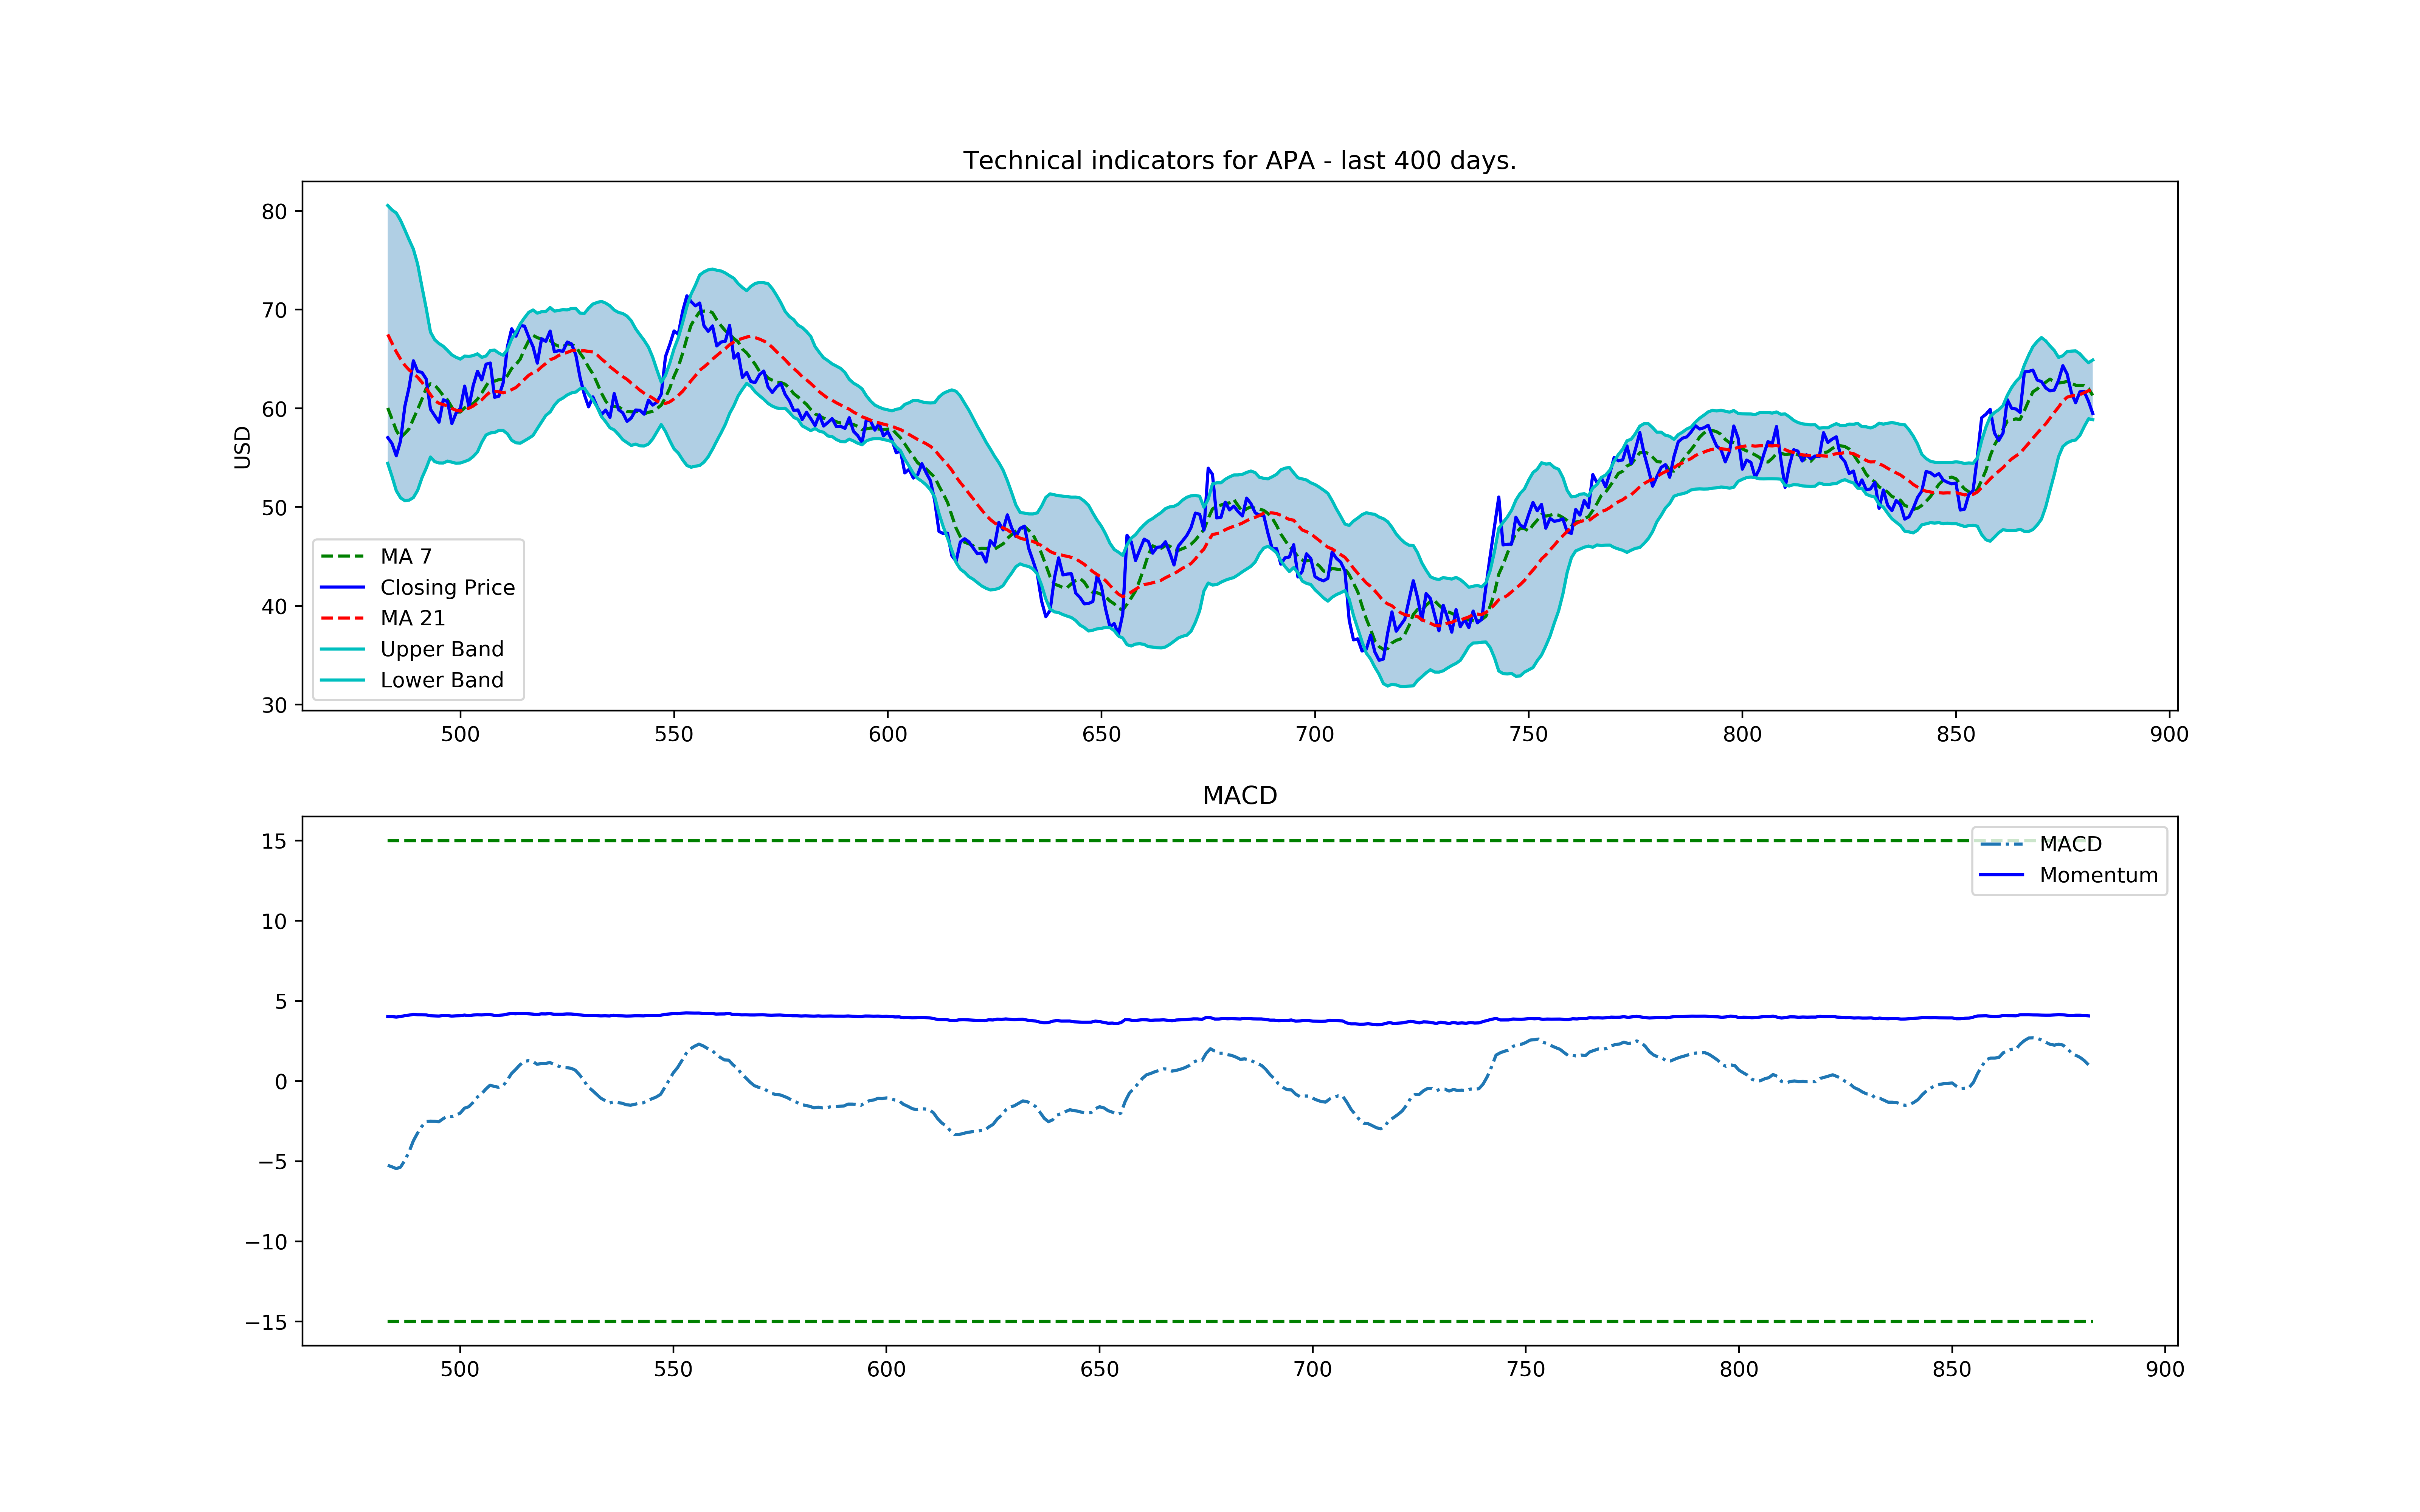 Technical indicators for APA - last 400 days.
80
70
60
50
40
30
USD
MA 7
Closing Price
MA 21
Upper Band
Lower Band
500 550 600 650 700 750 800 850 900
MACD
15
10
5
0
−5
−10
−15
MACD
Momentum
500 550 600 650 700 750 800 850 900